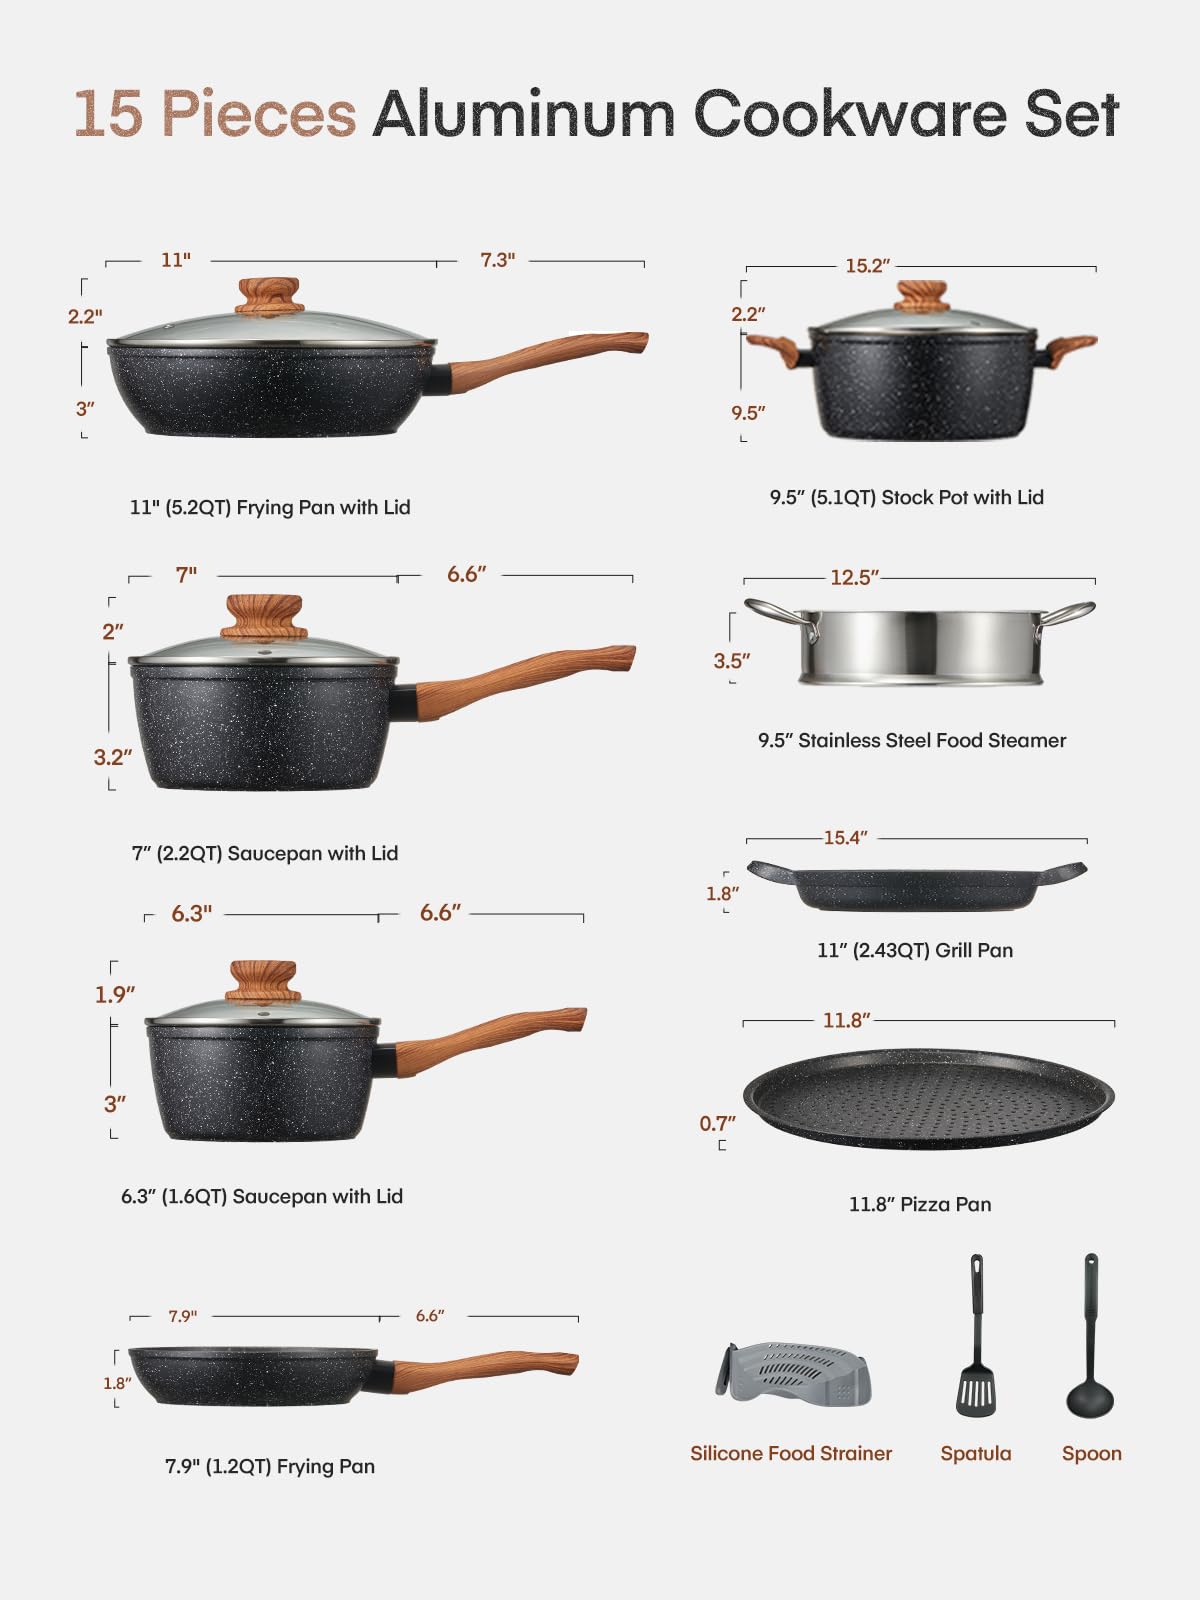 15 Pieces Aluminum Cookware Set
11" 7.3"
2.2"
3”
11" (5.2QT) Frying Pan with Lid
15.2”
2.2”
9.5”
9.5” (5.1QT) Stock Pot with Lid
7" 6.6”
2”
3.2”
7” (2.2QT) Saucepan with Lid
12.5”
3.5”
9.5” Stainless Steel Food Steamer
15.4”
1.8”
11” (2.43QT) Grill Pan
6.3" 6.6”
1.9”
3”
6.3” (1.6QT) Saucepan with Lid
11.8”
0.7”
11.8” Pizza Pan
7.9" 6.6”
1.8”
7.9" (1.2QT) Frying Pan
Silicone Food Strainer
Spatula
Spoon